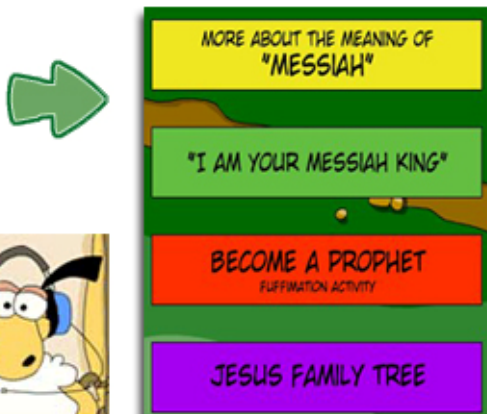 MORE ABOUT THE MEANING OF
"MESSIAH"
"I AM YOUR MESSIAH KING"
BECOME A PROPHET
FUFFIMATION ACTIVITY
JESUS FAMILY TREE